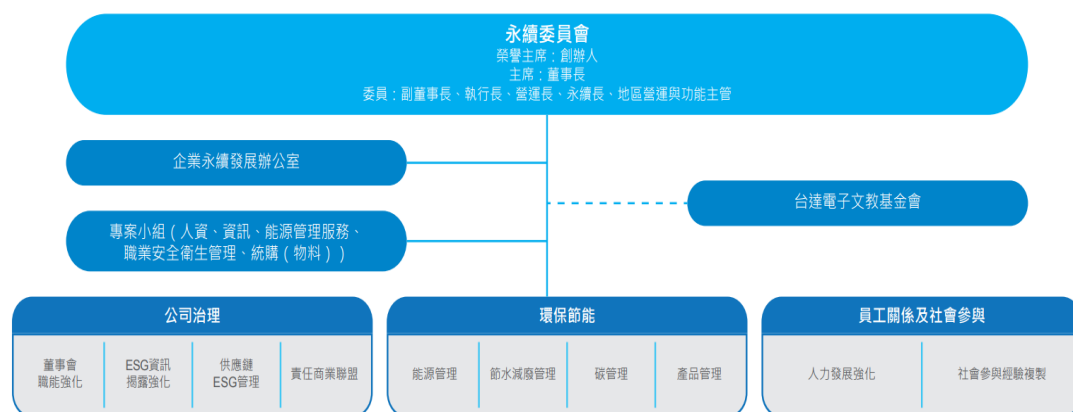 永續委員會
榮譽主席：創辦人
主席：董事長
委員：副董事長、執行長、營運長、永續長、地區營運與功能主管
企業永續發展辦公室
台達電子文教基金會
專案小組（人資、資訊、能源管理服務、
職業安全衛生管理、統購（物料））
公司治理
董事會
職能強化
ESG資訊
揭露強化
供應鏈
ESG管理
責任商業聯盟
環保節能
能源管理
節水減廢管理
碳管理
產品管理
員工關係及社會參與
人力發展強化
社會參與經驗複製